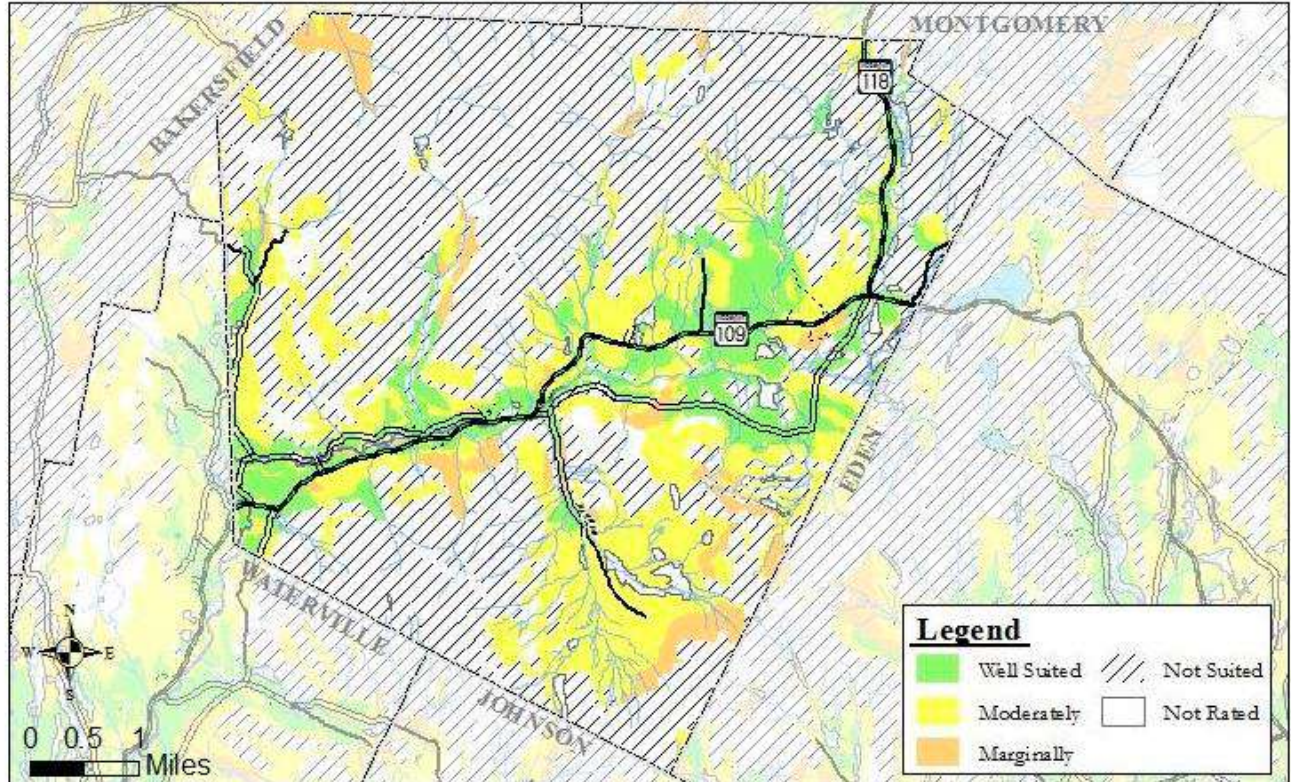 MONTGOMERY
BAKERSFIELD
118
109
EDEN
WATERVILLE
JOHNSON
N
W E
S
0 0.5 1
Miles
Legend
Well Suited
Not Suited
Moderately
Not Rated
Marginally